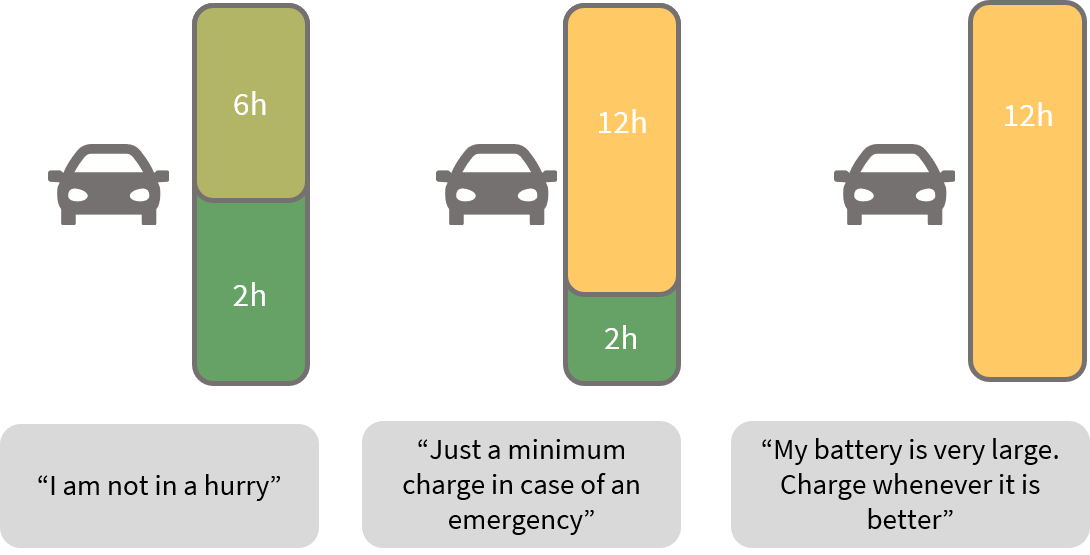 6h
2h
12h
2h
12h
“I am not in a hurry”
“Just a minimum
charge in case of an
emergency”
“My battery is very large.
Charge whenever it is
better”